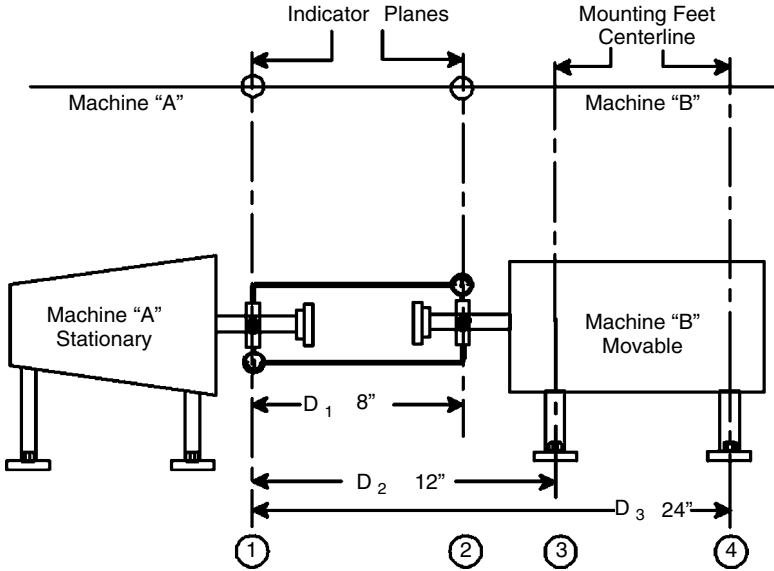 Indicator Planes
Mounting Feet
Centerline
Machine “A”
Machine “B”
Machine “A”
Stationary
Machine “B”
Movable
D 1 8”
D 2 12”
D 3 24”
1 2 3 4